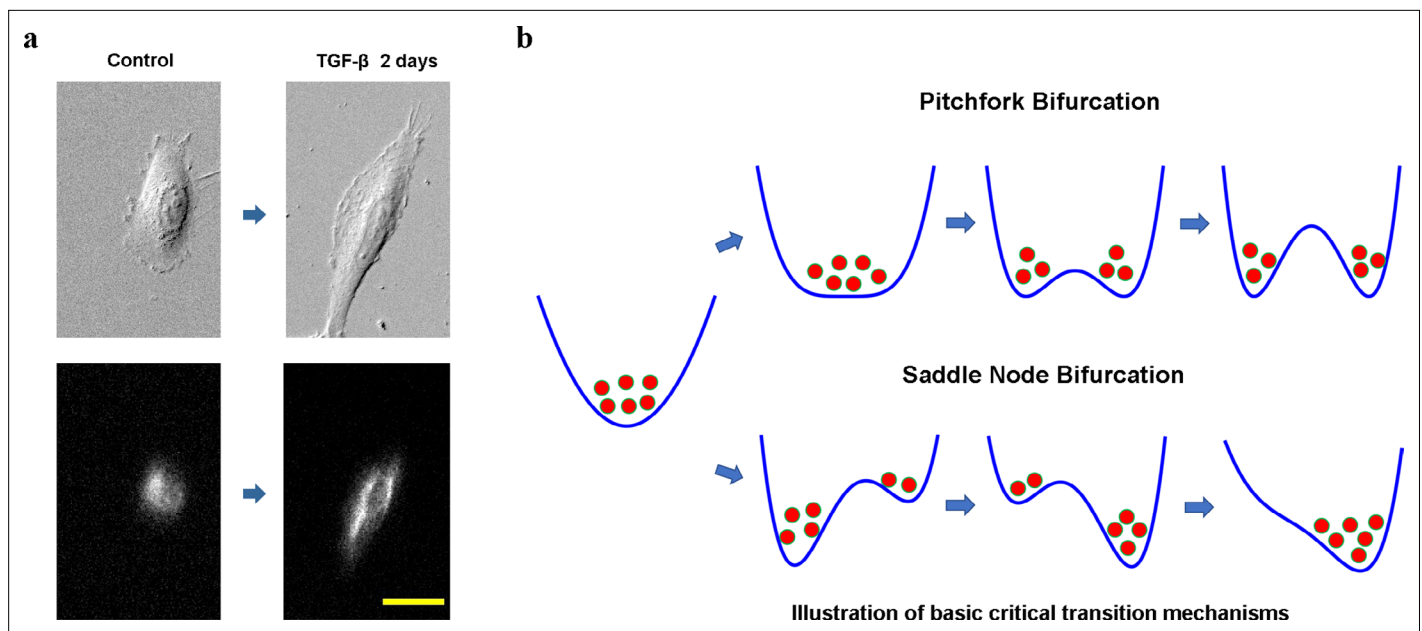 a
Control
TGF-β 2 days
b
Pitchfork Bifurcation
Saddle Node Bifurcation
Illustration of basic critical transition mechanisms